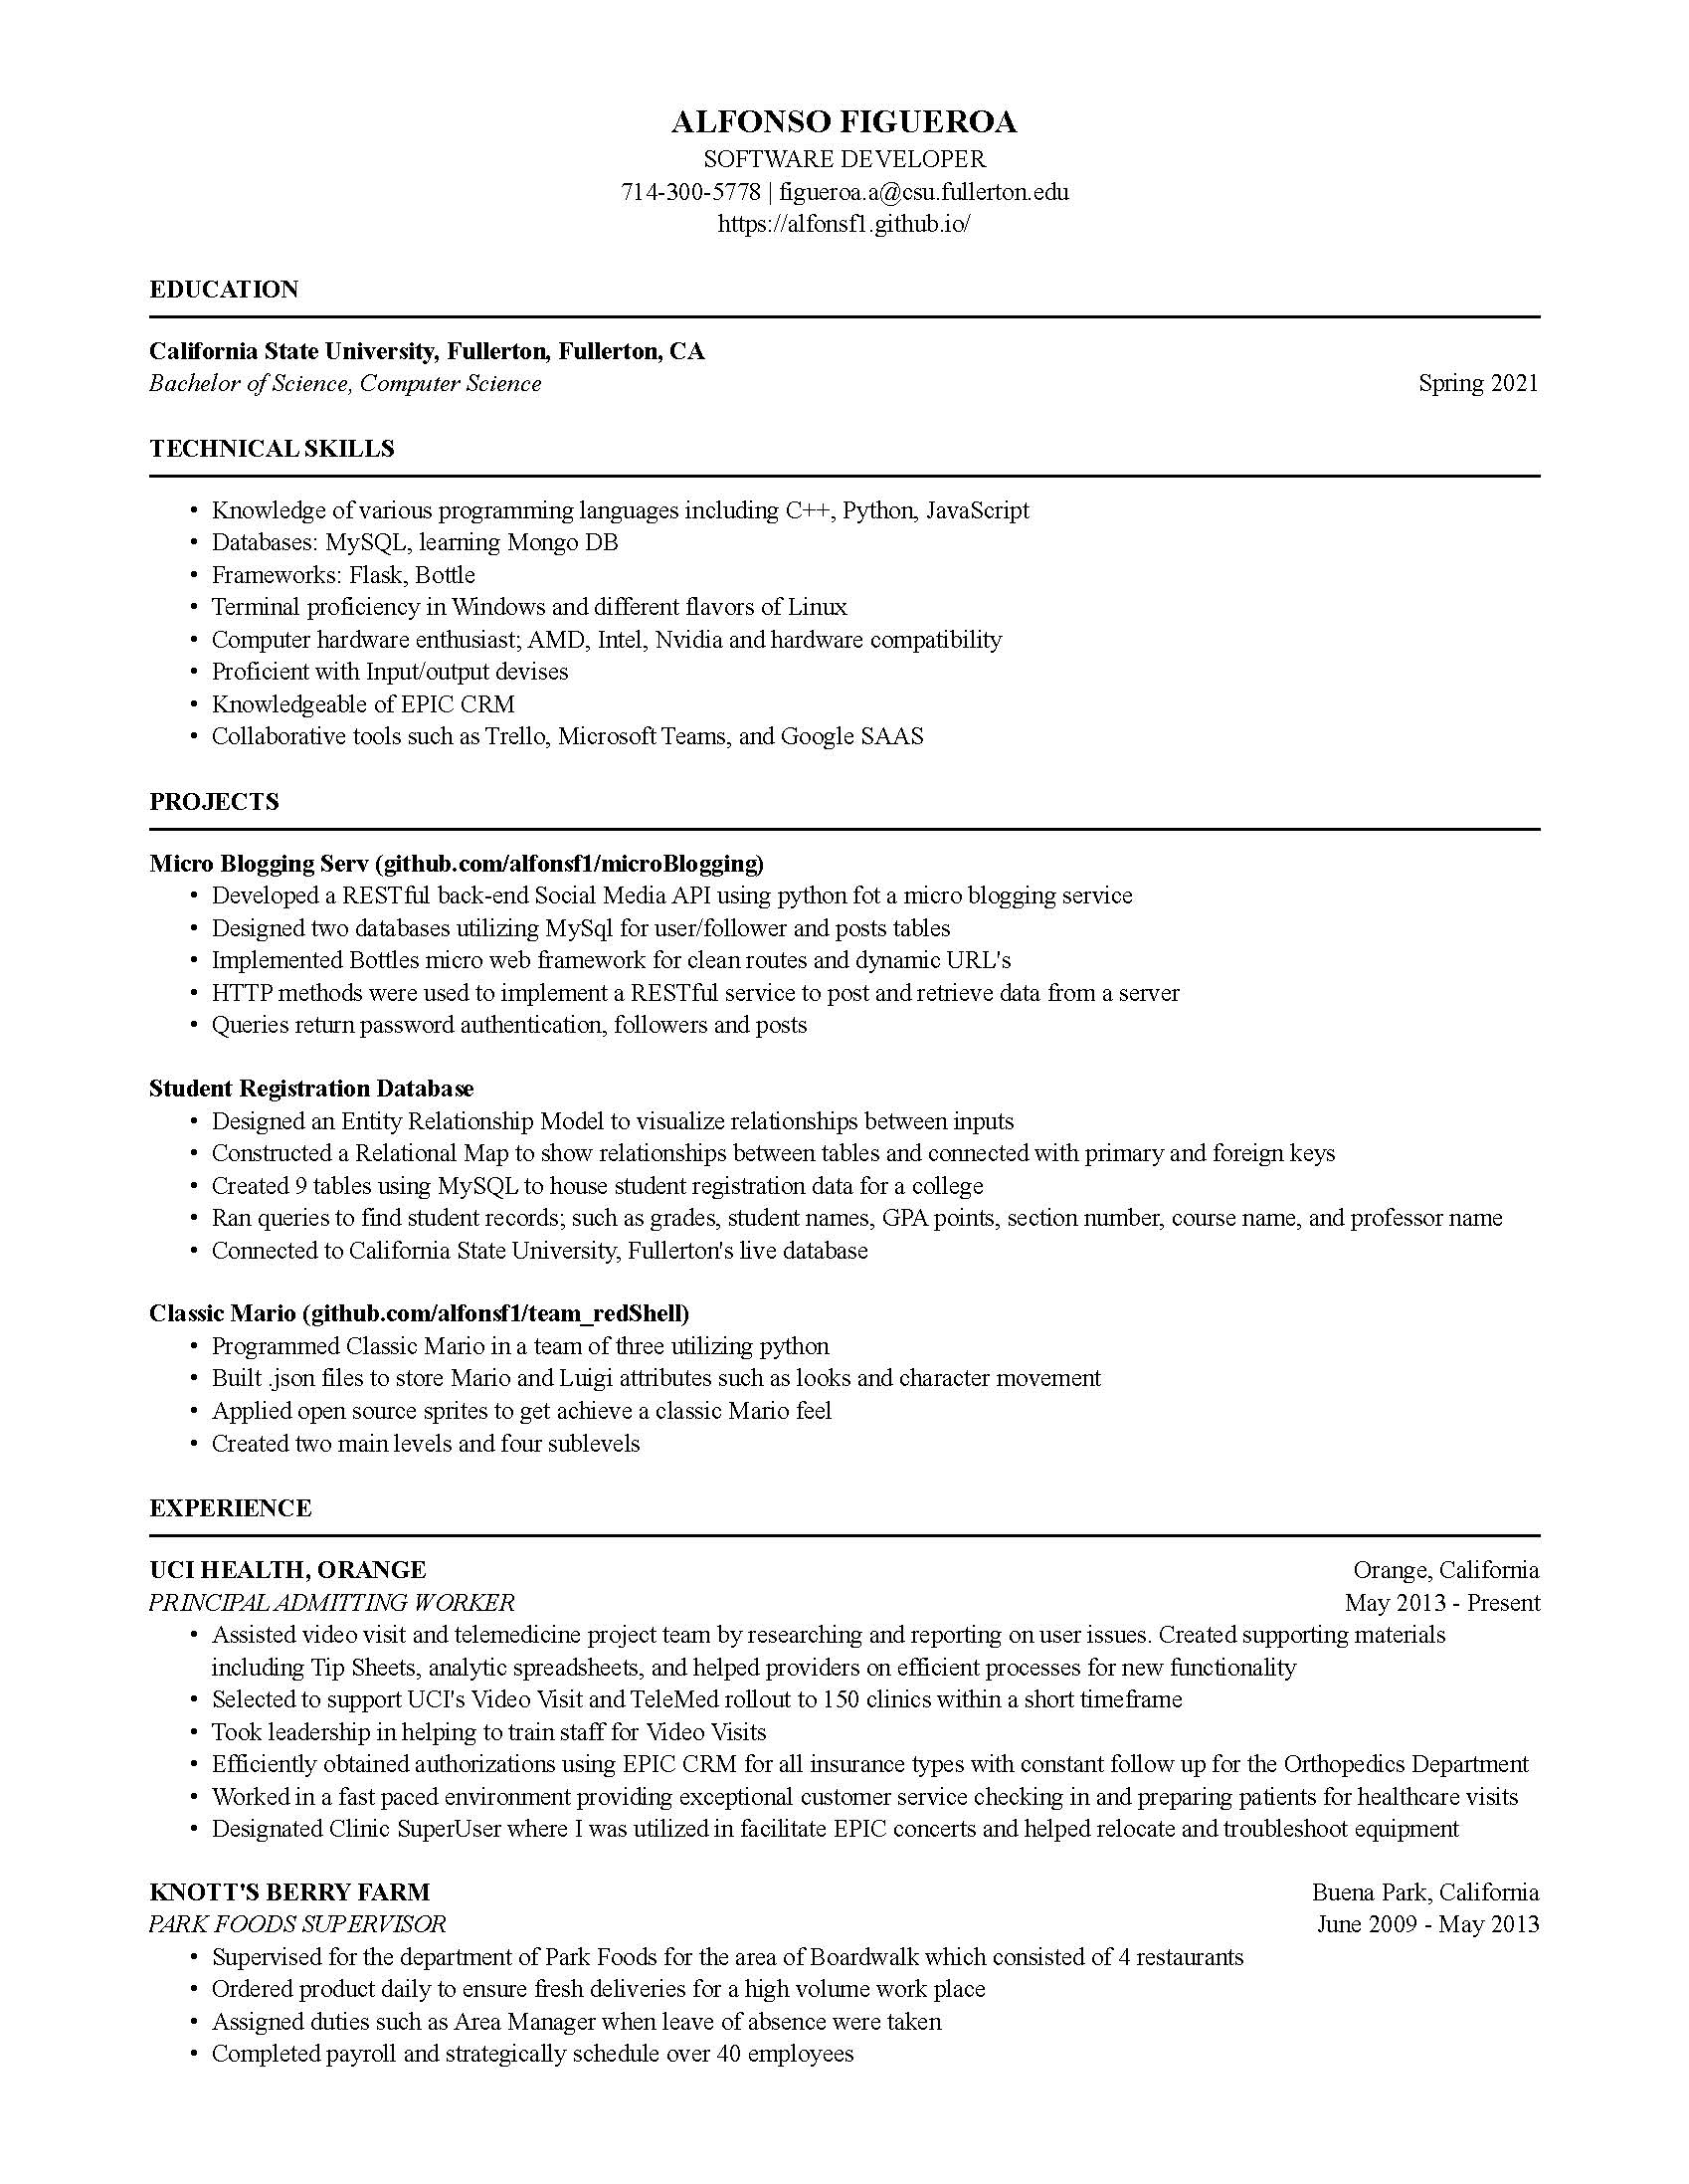 ALFONSO FIGUEROA
SOFTWARE DEVELOPER
714-300-5778 | figueroa.a@csu.fullerton.edu
https://alfonsf1.github.io/
EDUCATION
California State University, Fullerton, Fullerton, CA
Bachelor of Science, Computer Science Spring 2021
TECHNICAL SKILLS
• Knowledge of various programming languages including C++, Python, JavaScript
• Databases: MySQL, learning Mongo DB
• Frameworks: Flask, Bottle
• Terminal proficiency in Windows and different flavors of Linux
• Computer hardware enthusiast; AMD, Intel, Nvidia and hardware compatibility
• Proficient with Input/output devises
• Knowledgeable of EPIC CRM
• Collaborative tools such as Trello, Microsoft Teams, and Google SAAS
PROJECTS
Micro Blogging Serv (github.com/alfonsf1/microBlogging)
• Developed a RESTful back-end Social Media API using python fot a micro blogging service
• Designed two databases utilizing MySql for user/follower and posts tables
• Implemented Bottles micro web framework for clean routes and dynamic URL's
• HTTP methods were used to implement a RESTful service to post and retrieve data from a server
• Queries return password authentication, followers and posts
Student Registration Database
• Designed an Entity Relationship Model to visualize relationships between inputs
• Constructed a Relational Map to show relationships between tables and connected with primary and foreign keys
• Created 9 tables using MySQL to house student registration data for a college
• Ran queries to find student records; such as grades, student names, GPA points, section number, course name, and professor name
• Connected to California State University, Fullerton's live database
Classic Mario (github.com/alfonsf1/team_redShell)
• Programmed Classic Mario in a team of three utilizing python
• Built .json files to store Mario and Luigi attributes such as looks and character movement
• Applied open source sprites to get achieve a classic Mario feel
• Created two main levels and four sublevels
EXPERIENCE
UCI HEALTH, ORANGE Orange, California
PRINCIPAL ADMITTING WORKER May 2013 - Present
• Assisted video visit and telemedicine project team by researching and reporting on user issues. Created supporting materials
including Tip Sheets, analytic spreadsheets, and helped providers on efficient processes for new functionality
• Selected to support UCI's Video Visit and TeleMed rollout to 150 clinics within a short timeframe
• Took leadership in helping to train staff for Video Visits
• Efficiently obtained authorizations using EPIC CRM for all insurance types with constant follow up for the Orthopedics Department
• Worked in a fast paced environment providing exceptional customer service checking in and preparing patients for healthcare visits
• Designated Clinic SuperUser where I was utilized in facilitate EPIC concerts and helped relocate and troubleshoot equipment
KNOTT'S BERRY FARM Buena Park, California
PARK FOODS SUPERVISOR June 2009 - May 2013
• Supervised for the department of Park Foods for the area of Boardwalk which consisted of 4 restaurants
• Ordered product daily to ensure fresh deliveries for a high volume work place
• Assigned duties such as Area Manager when leave of absence were taken
• Completed payroll and strategically schedule over 40 employees